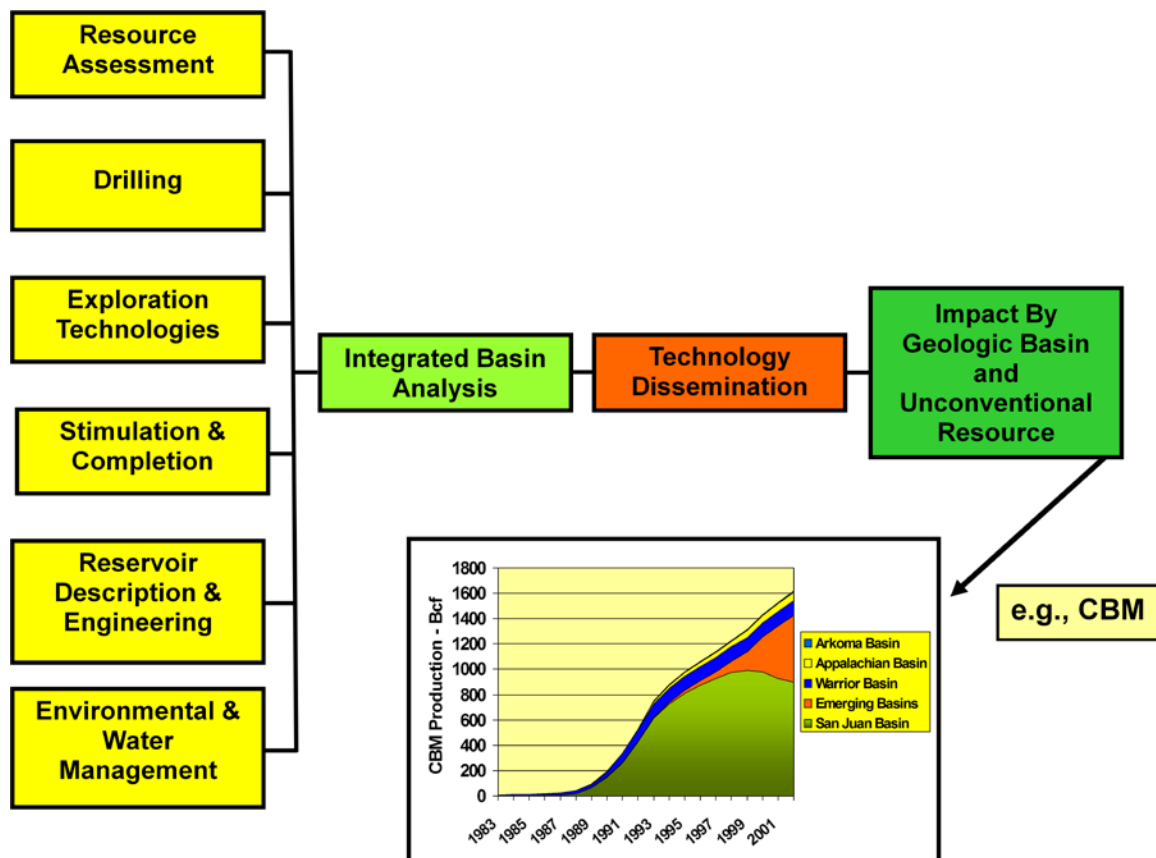 Resource
Assessment
Drilling
Exploration
Technologies
Stimulation &
Completion
Reservoir
Description &
Engineering
Environmental &
Water
Management
Integrated Basin
Analysis
Technology
Dissemination
Impact By
Geologic Basin
and
Unconventional
Resource
e.g., CBM
CBM Production - Bcf
1800
1600
1400
1200
1000
800
600
400
200
0
1983
1985
1987
1989
1991
1993
1995
1997
1999
2001
Arkoma Basin
Appalachian Basin
Warrior Basin
Emerging Basins
San Juan Basin